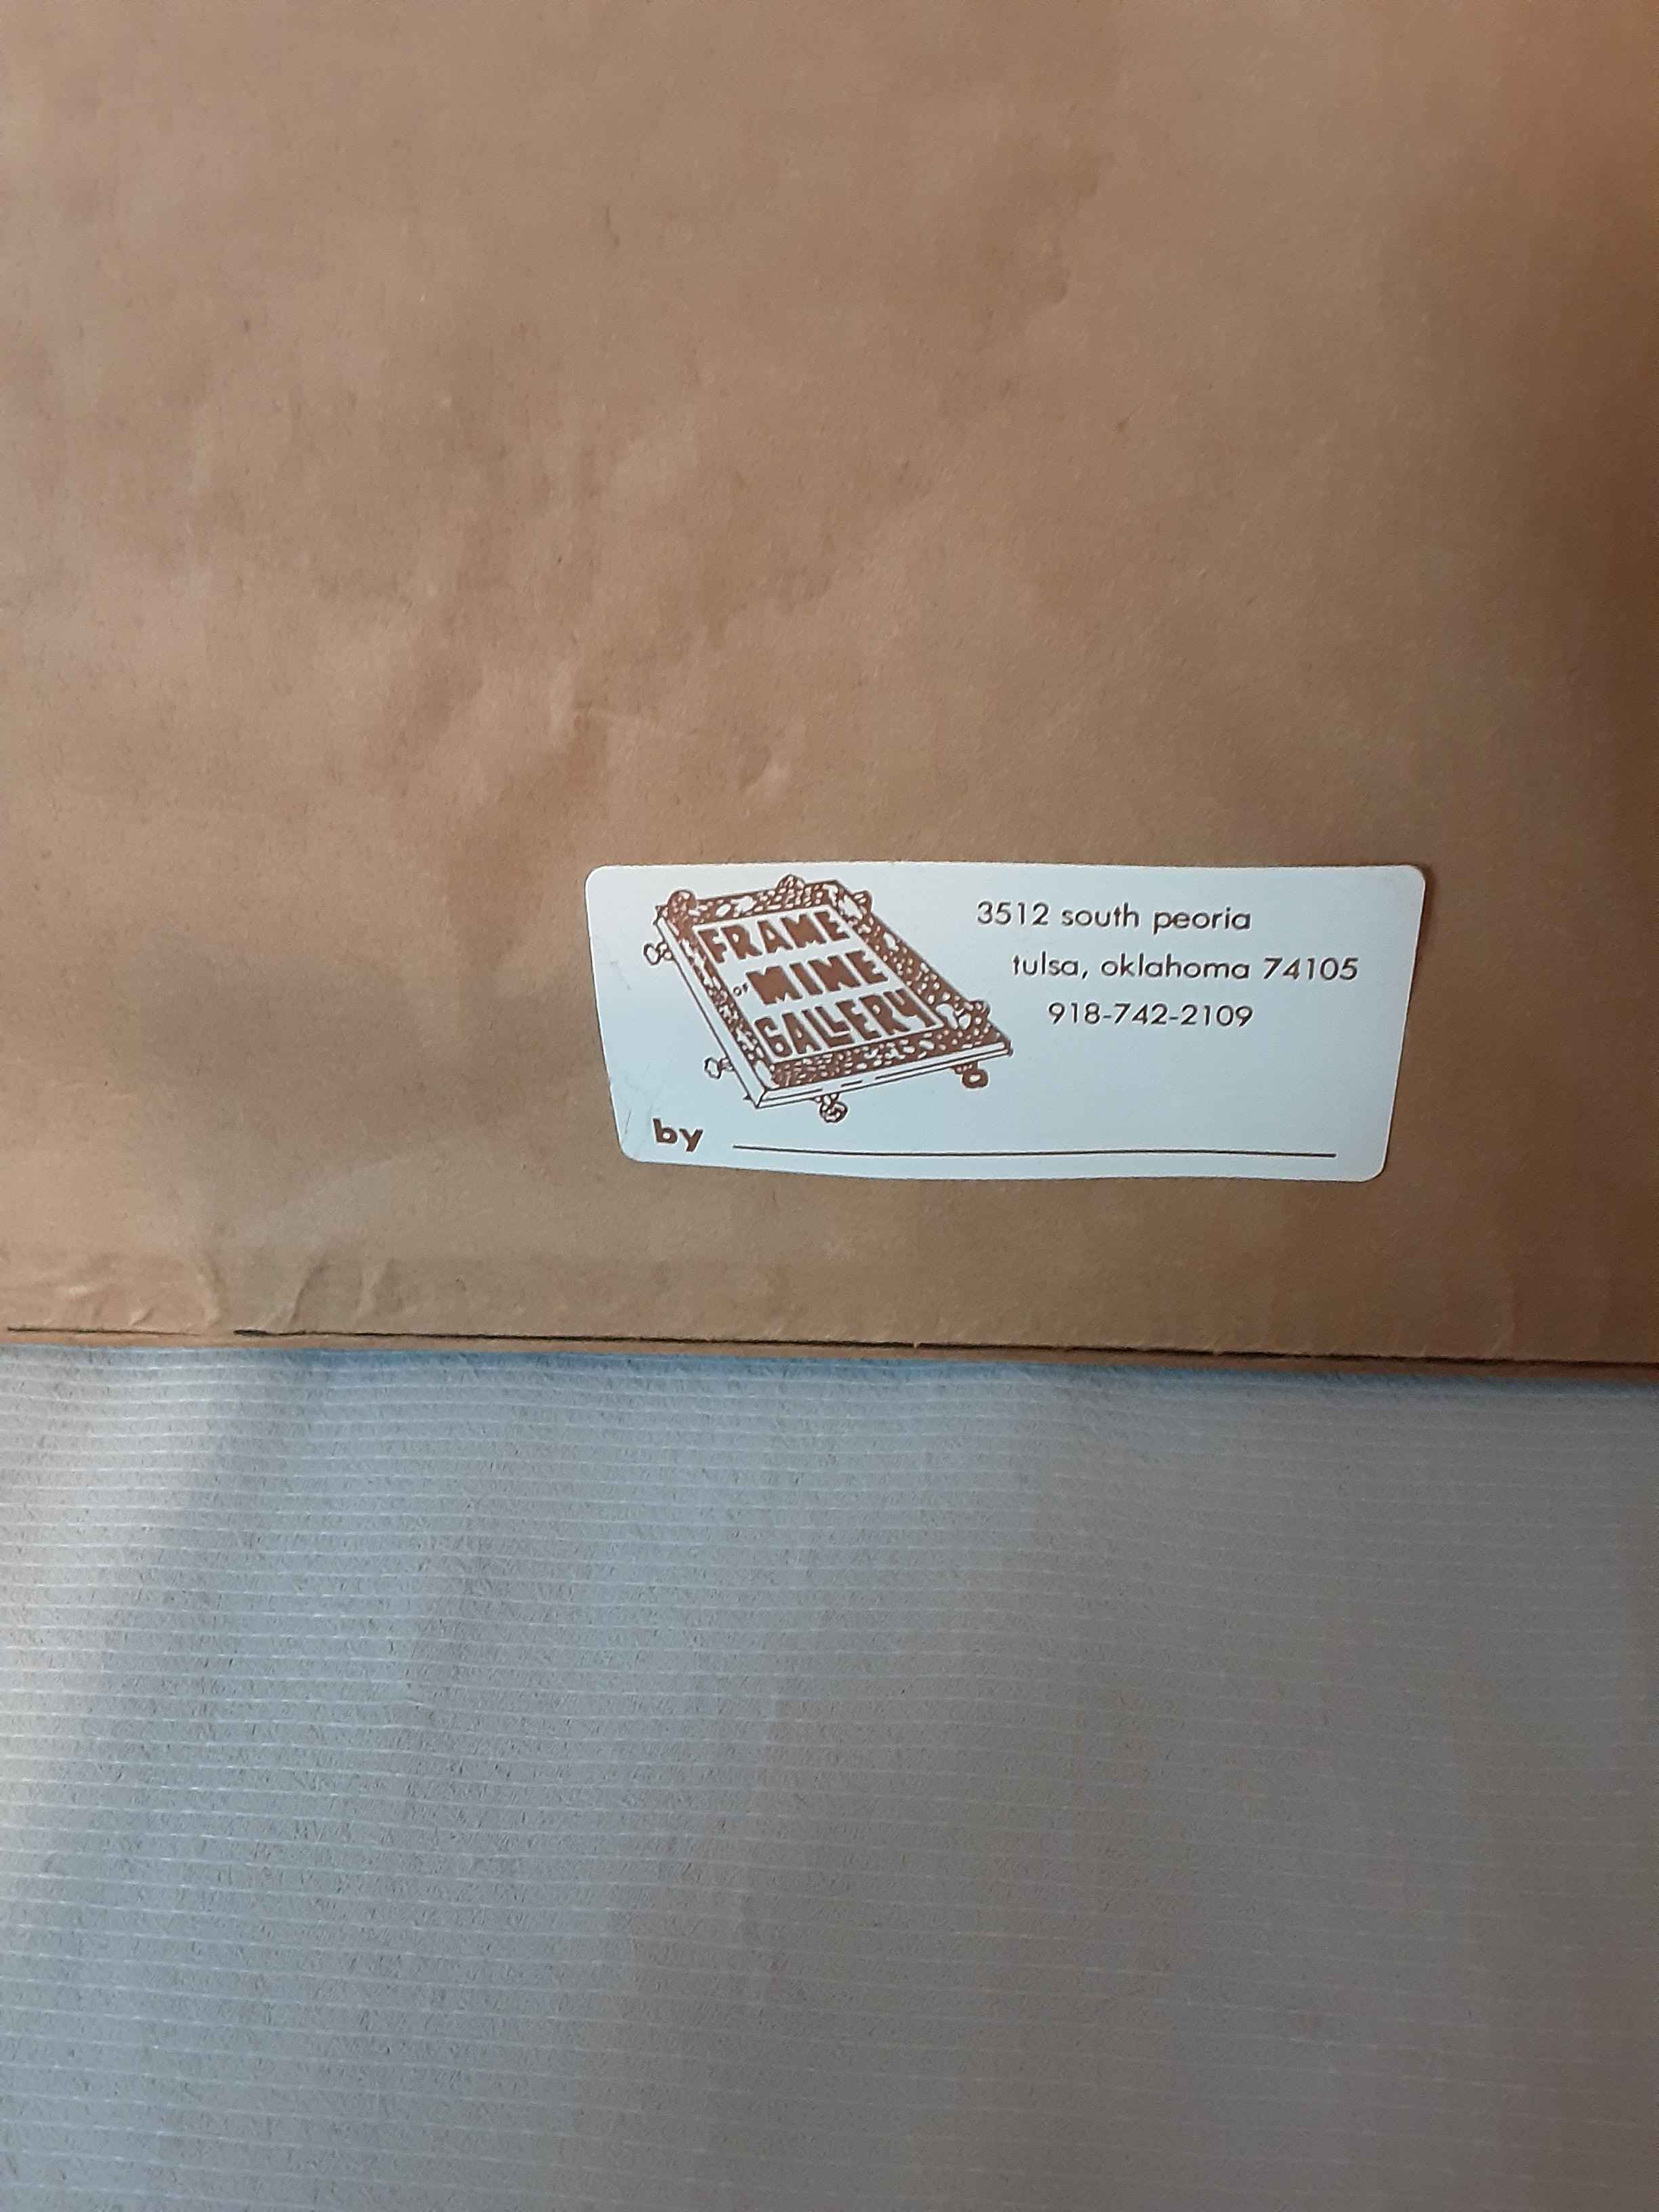 FRAME
OF MINE
GALLERY
3512 south peoria
tulsa, oklahoma 74105
918-742-2109
by